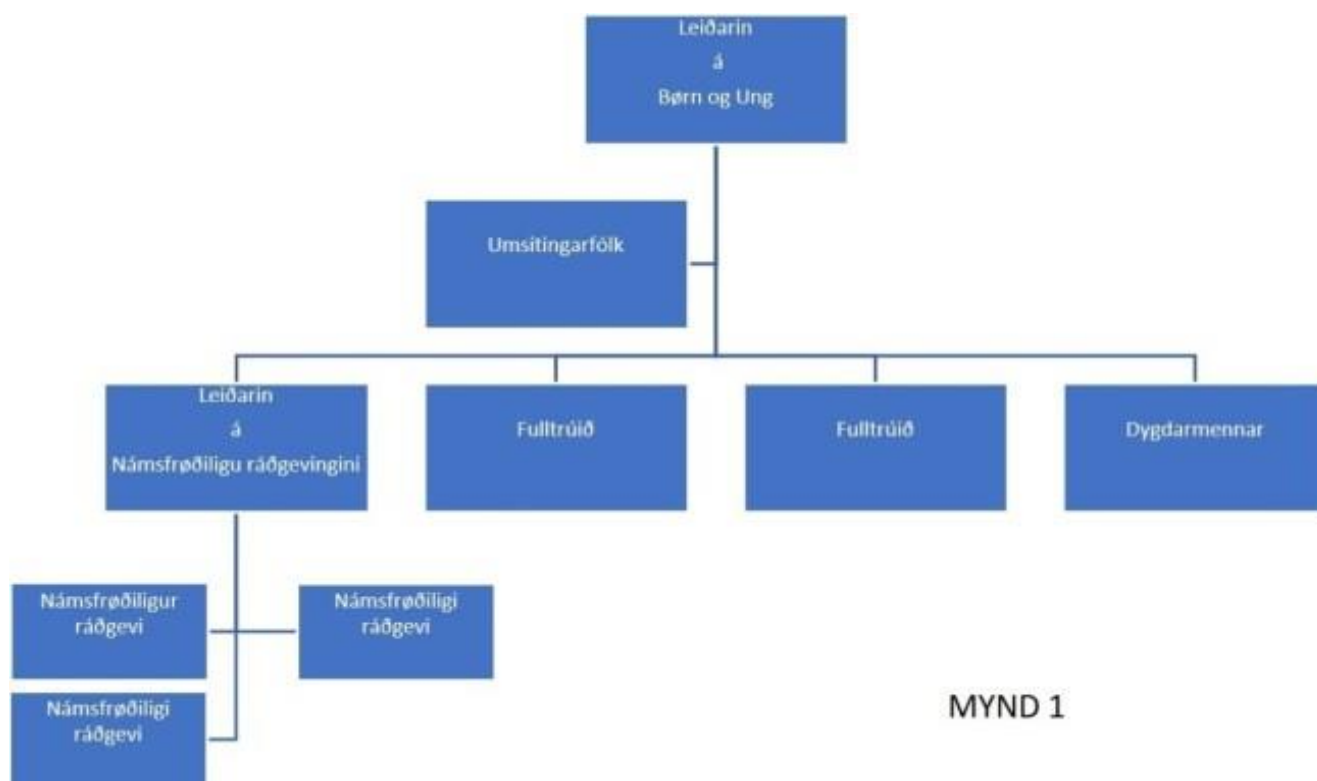 Leiðarin
á
Børn og Ung
Umsitingarfólk
Leiðarin
á
Námsfrøðiligu ráðgevingini
Fulltrúið
Fulltrúið
Dygdarmennar
Námsfrøðiligur
ráðgevi
Námsfrøðiligi
ráðgevi
Námsfrøðiligi
ráðgevi
MYND 1